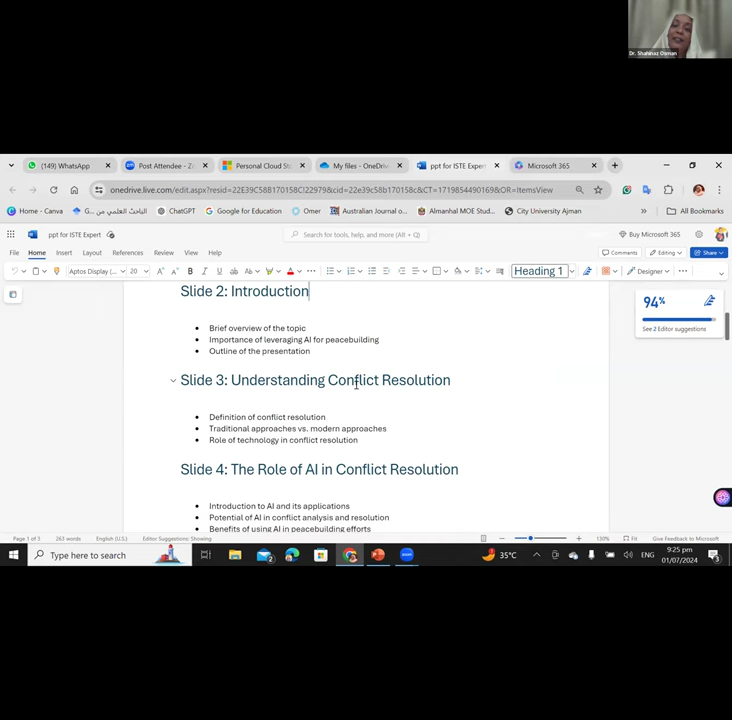 Dr. Shahinaz Osman
(149) WhatsApp
Post Attendee - Z
Personal Cloud St
My files - OneDriv
ppt for ISTE Expert
Microsoft 365
onedrive.live.com/edit.aspx?resid=22E39C58B170158C!22979&cid=22e39c58b170158c&CT=1719854490169&OR=ItemsView
Home - Canva
الباحث العلمي من G...
ChatGPT
Google for Education
Omer
Australian Journal o...
Almanhal MOE Stud...
City University Ajman
All Bookmarks
ppt for ISTE Expert
Search for tools, help, and more (Alt + Q)
Buy Microsoft 365
File Home Insert Layout References Review View Help
Comments Editing Share
Aptos Display (... 20 Heading 1 Designer
Slide 2: Introduction
• Brief overview of the topic
• Importance of leveraging AI for peacebuilding
• Outline of the presentation
Slide 3: Understanding Conflict Resolution
• Definition of conflict resolution
• Traditional approaches vs. modern approaches
• Role of technology in conflict resolution
Slide 4: The Role of AI in Conflict Resolution
• Introduction to AI and its applications
• Potential of AI in conflict analysis and resolution
• Benefits of using AI in peacebuilding efforts
94%
See 2 Editor suggestions
Page 1 of 3 263 words English (U.S.) Editor Suggestions: Showing
130% Fit Give Feedback to Microsoft
Type here to search
35°C
ENG
9:25 pm
01/07/2024